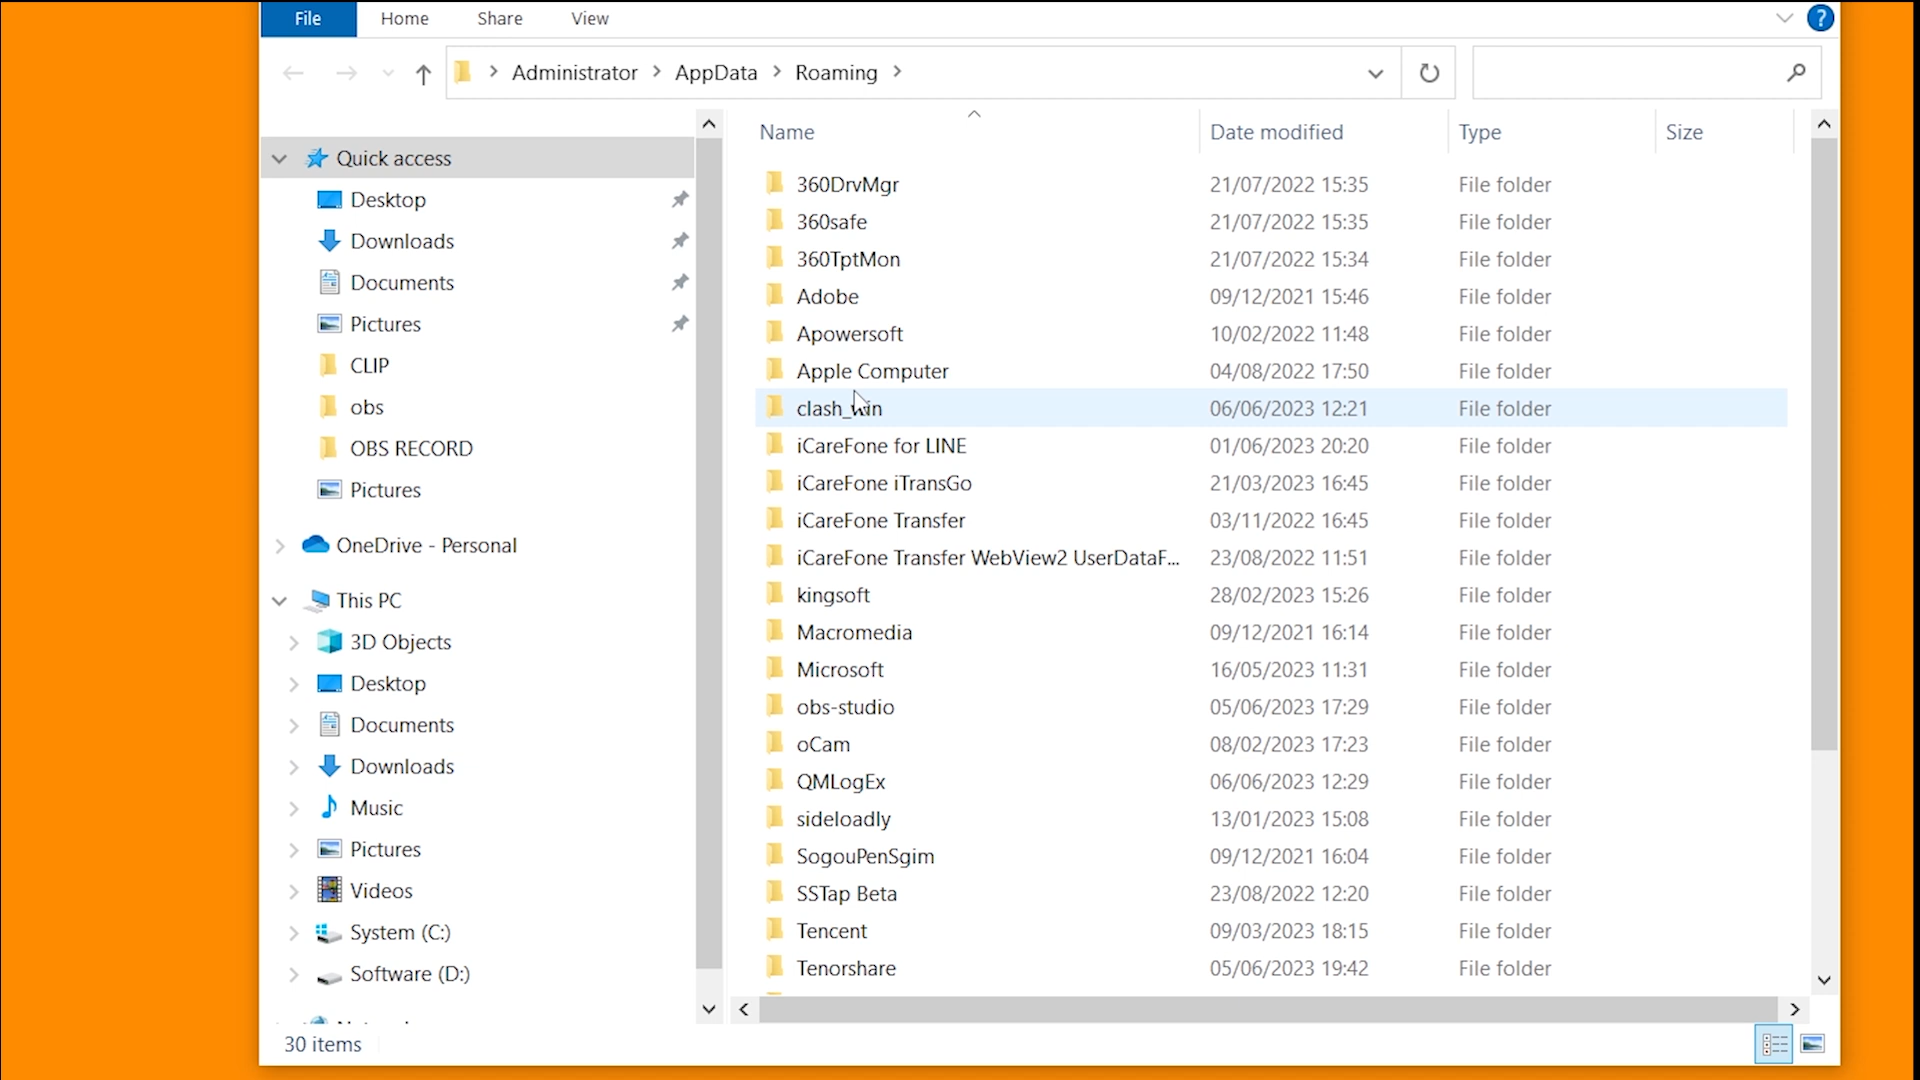 File Home Share View ?
Administrator AppData Roaming
Name Date modified Type Size
Quick access
Desktop
Downloads
Documents
Pictures
CLIP
obs
OBS RECORD
Pictures
OneDrive - Personal
This PC
3D Objects
Desktop
Documents
Downloads
Music
Pictures
Videos
System (C:)
Software (D:)
360DrvMgr 21/07/2022 15:35 File folder
360safe 21/07/2022 15:35 File folder
360TptMon 21/07/2022 15:34 File folder
Adobe 09/12/2021 15:46 File folder
Apowersoft 10/02/2022 11:48 File folder
Apple Computer 04/08/2022 17:50 File folder
clash_win 06/06/2023 12:21 File folder
iCareFone for LINE 01/06/2023 20:20 File folder
iCareFone iTransGo 21/03/2023 16:45 File folder
iCareFone Transfer 03/11/2022 16:45 File folder
iCareFone Transfer WebView2 UserDataF... 23/08/2022 11:51 File folder
kingsoft 28/02/2023 15:26 File folder
Macromedia 09/12/2021 16:14 File folder
Microsoft 16/05/2023 11:31 File folder
obs-studio 05/06/2023 17:29 File folder
oCam 08/02/2023 17:23 File folder
QMLogEx 06/06/2023 12:29 File folder
sideloadly 13/01/2023 15:08 File folder
SogouPenSgim 09/12/2021 16:04 File folder
SSTap Beta 23/08/2022 12:20 File folder
Tencent 09/03/2023 18:15 File folder
Tenorshare 05/06/2023 19:42 File folder
30 items